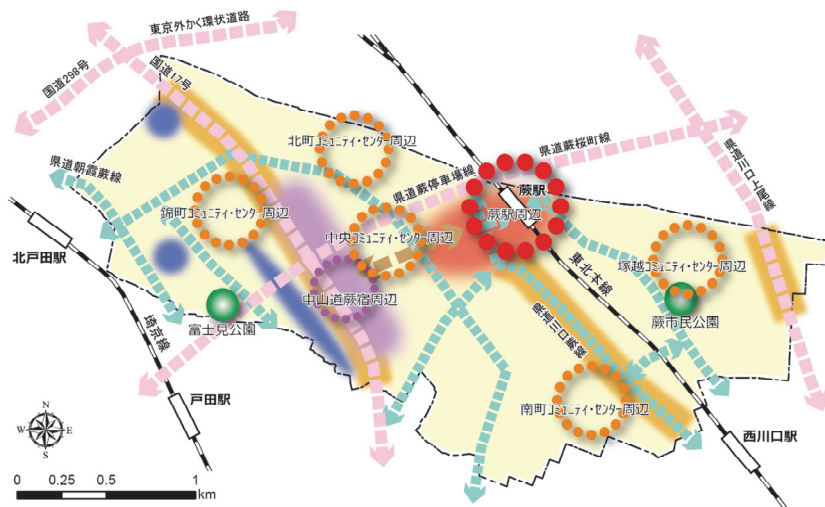 東京外かく環状道路
国道298号
国道17号
北町コミュニティ・センター周辺
県道蕨停車場線
県道蕨桜町線
県道川口上尾線
県道朝霞蕨線
錦町コミュニティ・センター周辺
蕨駅
蕨駅周辺
中央コミュニティ・センター周辺
北戸田駅
東北本線
塚越コミュニティ・センター周辺
中山道蕨宿周辺
埼京線
富士見公園
県道川口蕨線
蕨市民公園
戸田駅
南町コミュニティ・センター周辺
西川口駅
N
W E
S
0 0.25 0.5 1
km